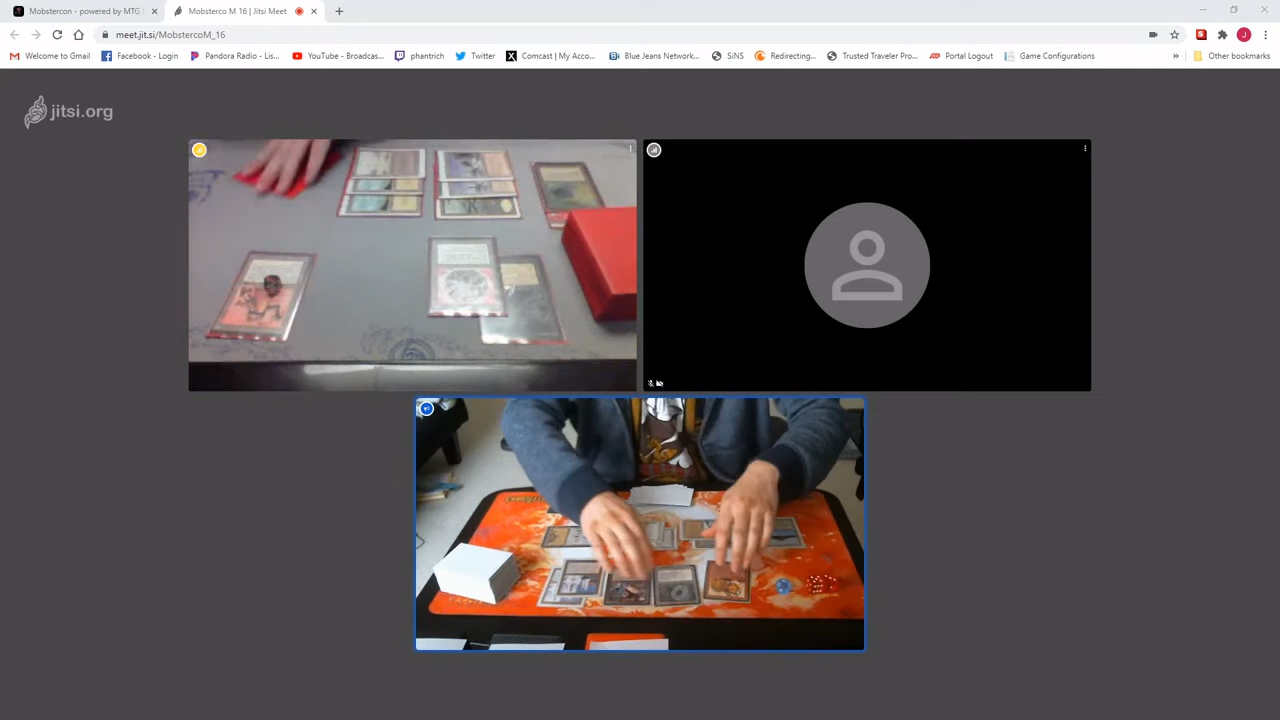 Mobstercon - powered by MTG
Mobsterco M 16 | Jitsi Meet
meet.jit.si/MobstercoM_16
J
Welcome to Gmail
Facebook - Login
Pandora Radio - Lis...
YouTube - Broadcas...
phantrich
Twitter
Comcast | My Acco...
Blue Jeans Network...
SiNS
Redirecting...
Trusted Traveler Pro...
Portal Logout
Game Configurations
»
Other bookmarks
jitsi.org